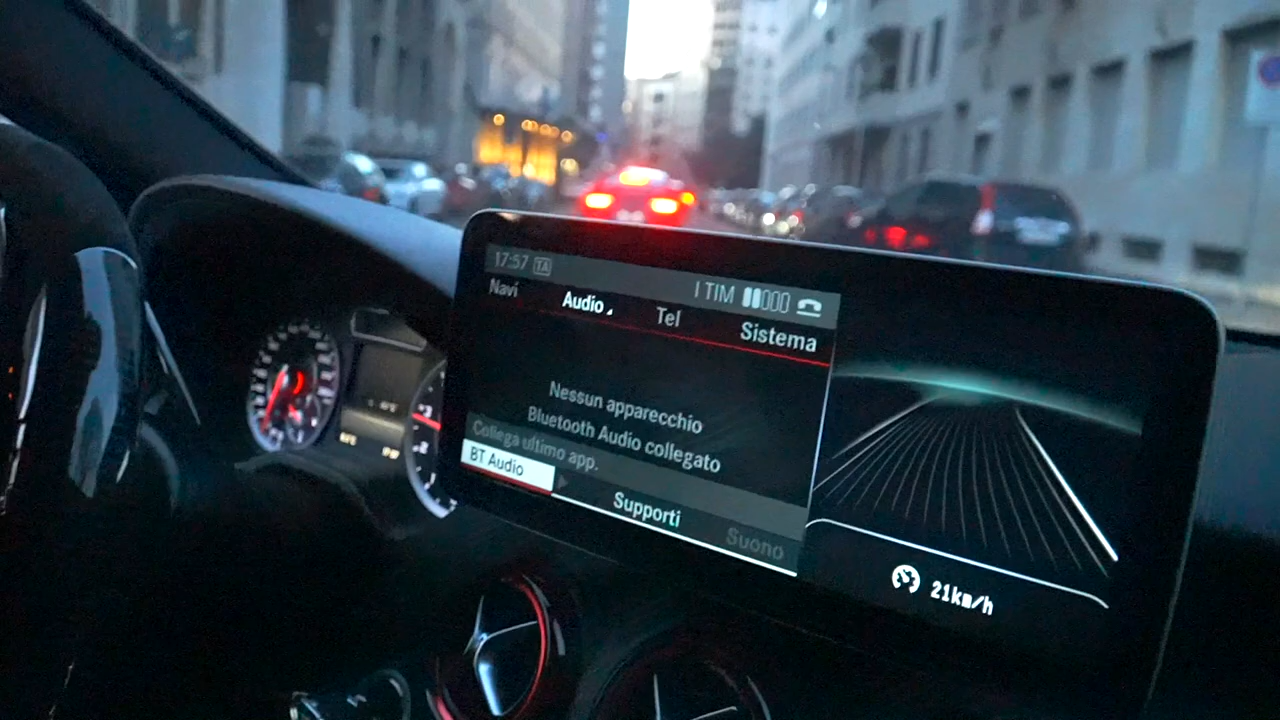 17:57 TA
I TIM
Navi Audio Tel Sistema
Nessun apparecchio
Bluetooth Audio collegato
Collega ultimo app.
BT Audio
Supporti
Suono
21km/h